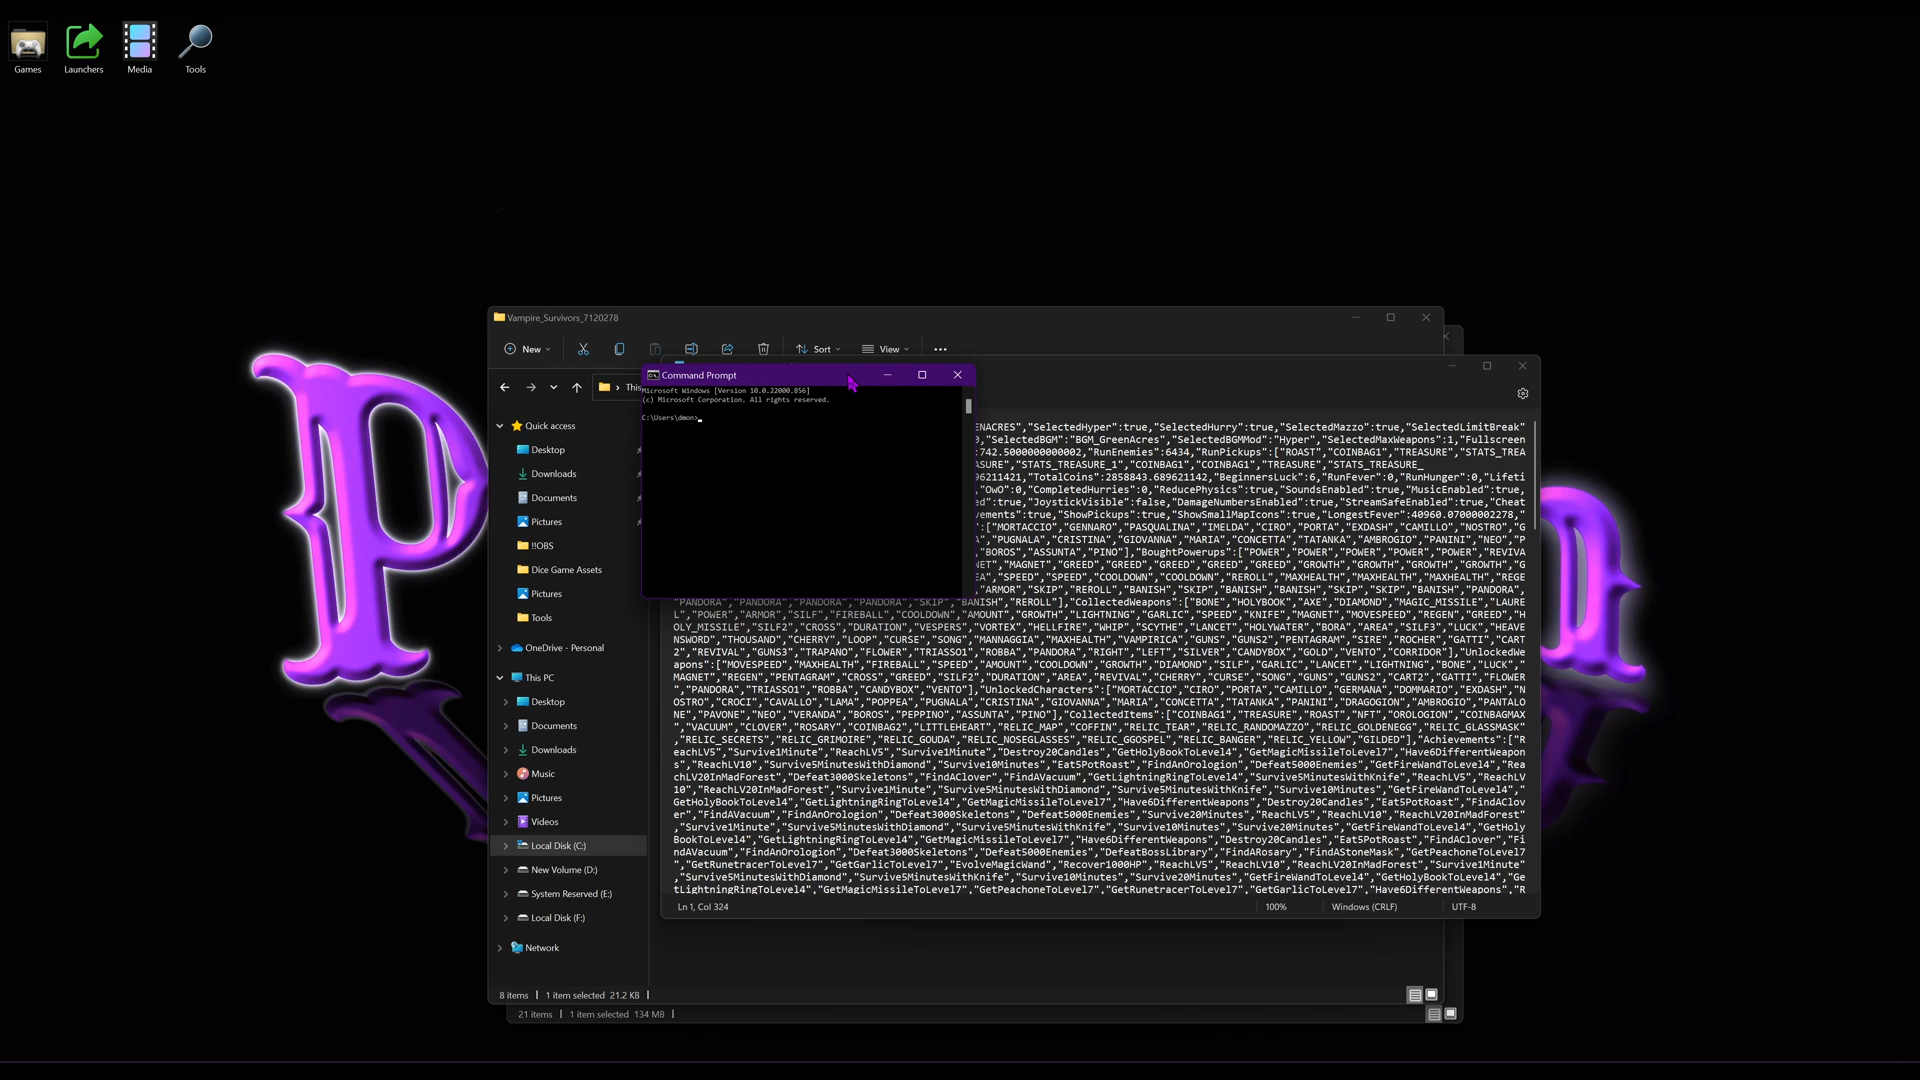 Games
Launchers
Media
Tools
Vampire_Survivors_7120278
New
Sort
View
This
Quick access
Desktop
Downloads
Documents
Pictures
!!OBS
Dice Game Assets
Pictures
Tools
OneDrive - Personal
This PC
Desktop
Documents
Downloads
Music
Pictures
Videos
Local Disk (C:)
New Volume (D:)
System Reserved (E:)
Local Disk (F:)
Network
8 items
1 item selected 21.2 KB
21 items
1 item selected 134 MB
Command Prompt
Microsoft Windows [Version 10.0.22000.856]
(c) Microsoft Corporation. All rights reserved.
C:\Users\dmon>
ENACRES","SelectedHyper":true,"SelectedHurry":true,"SelectedMazzo":true,"SelectedLimitBreak"
,"SelectedBGM":"BGM_GreenAcres","SelectedBGMMod":"Hyper","SelectedMaxWeapons":1,"Fullscreen
:742.5000000000002,"RunEnemies":6434,"RunPickups":["ROAST","COINBAG1","TREASURE","STATS_TREA
SURE","STATS_TREASURE_1","COINBAG1","COINBAG1","TREASURE","STATS_TREASURE_
96211421,"TotalCoins":2858843.689621142,"BeginnersLuck":6,"RunFever":0,"RunHunger":0,"Lifeti
,"OwO":0,"CompletedHurries":0,"ReducePhysics":true,"SoundsEnabled":true,"MusicEnabled":true,
ed":true,"JoystickVisible":false,"DamageNumbersEnabled":true,"StreamSafeEnabled":true,"Cheat
vements":true,"ShowPickups":true,"ShowSmallMapIcons":true,"LongestFever":40960.07000002278,"
:["MORTACCIO","GENNARO","PASQUALINA","IMELDA","CIRO","PORTA","EXDASH","CAMILLO","NOSTRO","G
","PUGNALA","CRISTINA","GIOVANNA","MARIA","CONCETTA","TATANKA","AMBROGIO","PANINI","NEO","P
"BOROS","ASSUNTA","PINO"],"BoughtPowerups":["POWER","POWER","POWER","POWER","POWER","REVIVA
"MAGNET","MAGNET","GREED","GREED","GREED","GREED","GREED","GROWTH","GROWTH","GROWTH","GROWTH","G
EA","SPEED","SPEED","COOLDOWN","COOLDOWN","REROLL","MAXHEALTH","MAXHEALTH","MAXHEALTH","REGE
"ARMOR","SKIP","REROLL","BANISH","SKIP","BANISH","BANISH","SKIP","SKIP","BANISH","PANDORA",
"PANDORA","PANDORA","PANDORA","PANDORA","SKIP","BANISH","REROLL"],"CollectedWeapons":["BONE","HOLYBOOK","AXE","DIAMOND","MAGIC_MISSILE","LAURE
L","POWER","ARMOR","SILF","FIREBALL","COOLDOWN","AMOUNT","GROWTH","LIGHTNING","GARLIC","SPEED","KNIFE","MAGNET","MOVESPEED","REGEN","GREED","H
OLY_MISSILE","SILF2","CROSS","DURATION","VESPERS","VORTEX","HELLFIRE","WHIP","SCYTHE","LANCET","HOLYWATER","BORA","AREA","SILF3","LUCK","HEAVE
NSWORD","THOUSAND","CHERRY","LOOP","CURSE","SONG","MANNAGGIA","MAXHEALTH","VAMPIRICA","GUNS","GUNS2","PENTAGRAM","SIRE","ROCHER","GATTI","CART
2","REVIVAL","GUNS3","TRAPANO","FLOWER","TRIASSO1","ROBBA","PANDORA","RIGHT","LEFT","SILVER","CANDYBOX","GOLD","VENTO","CORRIDOR"],"UnlockedWe
apons":["MOVESPEED","MAXHEALTH","FIREBALL","SPEED","AMOUNT","COOLDOWN","GROWTH","DIAMOND","SILF","GARLIC","LANCET","LIGHTNING","BONE","LUCK","
MAGNET","REGEN","PENTAGRAM","CROSS","GREED","SILF2","DURATION","AREA","REVIVAL","CHERRY","CURSE","SONG","GUNS","GUNS2","CART2","GATTI","FLOWER
","PANDORA","TRIASSO1","ROBBA","CANDYBOX","VENTO"],"UnlockedCharacters":["MORTACCIO","CIRO","PORTA","CAMILLO","GERMANA","DOMMARIO","EXDASH","N
OSTRO","CROCI","CAVALLO","LAMA","POPPEA","PUGNALA","CRISTINA","GIOVANNA","MARIA","CONCETTA","TATANKA","PANINI","DRAGOGION","AMBROGIO","PANTALO
NE","PAVONE","NEO","VERANDA","BOROS","PEPPINO","ASSUNTA","PINO"],"CollectedItems":["COINBAG1","TREASURE","ROAST","NFT","OROLOGION","COINBAGMAX
","VACUUM","CLOVER","ROSARY","COINBAG2","LITTLEHEART","RELIC_MAP","COFFIN","RELIC_TEAR","RELIC_RANDOMAZZO","RELIC_GOLDENEGG","RELIC_GLASSMASK"
,"RELIC_SECRETS","RELIC_GRIMOIRE","RELIC_GOUDA","RELIC_NOSEGLASSES","RELIC_GGOSPEL","RELIC_BANGER","RELIC_YELLOW","GILDED"],"Achievements":["R
eachLV5","Survive1Minute","ReachLV5","Survive1Minute","Destroy20Candles","GetHolyBookToLevel4","GetMagicMissileToLevel7","Have6DifferentWeapon
s","ReachLV10","Survive5MinutesWithDiamond","Survive10Minutes","Eat5PotRoast","FindAnOrologion","Defeat5000Enemies","GetFireWandToLevel4","Rea
chLV20InMadForest","Defeat3000Skeletons","FindAClover","FindAVacuum","GetLightningRingToLevel4","Survive5MinutesWithKnife","ReachLV5","ReachLV
10","ReachLV20InMadForest","Survive1Minute","Survive5MinutesWithDiamond","Survive5MinutesWithKnife","Survive10Minutes","GetFireWandToLevel4","
GetHolyBookToLevel4","GetLightningRingToLevel4","GetMagicMissileToLevel7","Have6DifferentWeapons","Destroy20Candles","Eat5PotRoast","FindAClov
er","FindAVacuum","FindAnOrologion","Defeat3000Skeletons","Defeat5000Enemies","Survive20Minutes","ReachLV5","ReachLV10","ReachLV20InMadForest"
,"Survive1Minute","Survive5MinutesWithDiamond","Survive5MinutesWithKnife","Survive10Minutes","Survive20Minutes","GetFireWandToLevel4","GetHoly
BookToLevel4","GetLightningRingToLevel4","GetMagicMissileToLevel7","Have6DifferentWeapons","Destroy20Candles","Eat5PotRoast","FindAClover","Fi
ndAVacuum","FindAnOrologion","Defeat3000Skeletons","Defeat5000Enemies","DefeatBossLibrary","FindARosary","FindAStoneMask","GetPeachoneToLevel7
","GetRunetracerToLevel7","GetGarlicToLevel7","EvolveMagicWand","Recover1000HP","ReachLV5","ReachLV10","ReachLV20InMadForest","Survive1Minute"
,"Survive5MinutesWithDiamond","Survive5MinutesWithKnife","Survive10Minutes","Survive20Minutes","GetFireWandToLevel4","GetHolyBookToLevel4","Ge
tLightningRingToLevel4","GetMagicMissileToLevel7","GetPeachoneToLevel7","GetRunetracerToLevel7","GetGarlicToLevel7","Have6DifferentWeapons","R
Ln 1, Col 324
100%
Windows (CRLF)
UTF-8